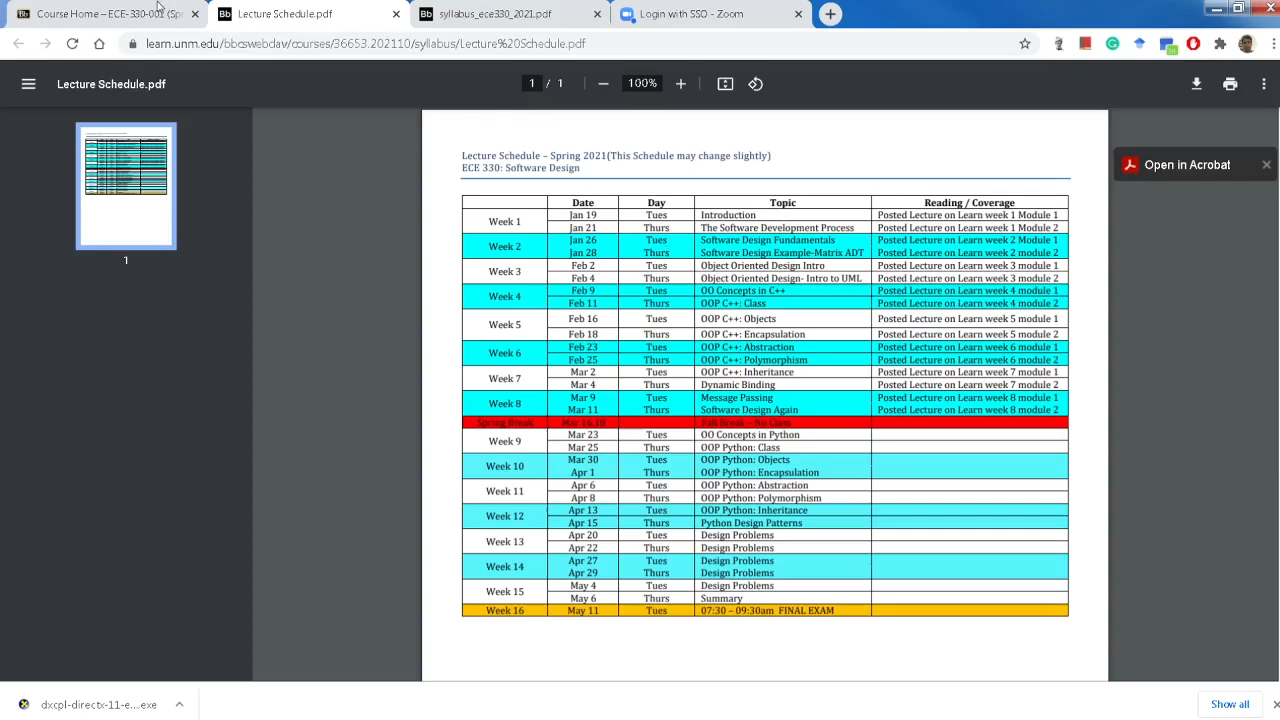 Course Home – ECE-330-001 (Spr
Lecture Schedule.pdf
syllabus_ece330_2021.pdf
Login with SSO - Zoom
learn.unm.edu/bbcswebdav/courses/36653.202110/syllabus/Lecture%20Schedule.pdf
Lecture Schedule.pdf
1 / 1
100%
Open in Acrobat
1
Lecture Schedule – Spring 2021(This Schedule may change slightly)
ECE 330: Software Design
Date Day Topic Reading / Coverage
Week 1 Jan 19 Tues Introduction Posted Lecture on Learn week 1 Module 1
Jan 21 Thurs The Software Development Process Posted Lecture on Learn week 1 Module 2
Week 2 Jan 26 Tues Software Design Fundamentals Posted Lecture on Learn week 2 Module 1
Jan 28 Thurs Software Design Example-Matrix ADT Posted Lecture on Learn week 2 module 2
Week 3 Feb 2 Tues Object Oriented Design Intro Posted Lecture on Learn week 3 module 1
Feb 4 Thurs Object Oriented Design- Intro to UML Posted Lecture on Learn week 3 module 2
Week 4 Feb 9 Tues OO Concepts in C++ Posted Lecture on Learn week 4 module 1
Feb 11 Thurs OOP C++: Class Posted Lecture on Learn week 4 module 2
Week 5 Feb 16 Tues OOP C++: Objects Posted Lecture on Learn week 5 module 1
Feb 18 Thurs OOP C++: Encapsulation Posted Lecture on Learn week 5 module 2
Week 6 Feb 23 Tues OOP C++: Abstraction Posted Lecture on Learn week 6 module 1
Feb 25 Thurs OOP C++: Polymorphism Posted Lecture on Learn week 6 module 2
Week 7 Mar 2 Tues OOP C++: Inheritance Posted Lecture on Learn week 7 module 1
Mar 4 Thurs Dynamic Binding Posted Lecture on Learn week 7 module 2
Week 8 Mar 9 Tues Message Passing Posted Lecture on Learn week 8 module 1
Mar 11 Thurs Software Design Again Posted Lecture on Learn week 8 module 2
Spring Break Mar 16,18 Fall Break – No Class
Week 9 Mar 23 Tues OO Concepts in Python
Mar 25 Thurs OOP Python: Class
Week 10 Mar 30 Tues OOP Python: Objects
Apr 1 Thurs OOP Python: Encapsulation
Week 11 Apr 6 Tues OOP Python: Abstraction
Apr 8 Thurs OOP Python: Polymorphism
Week 12 Apr 13 Tues OOP Python: Inheritance
Apr 15 Thurs Python Design Patterns
Week 13 Apr 20 Tues Design Problems
Apr 22 Thurs Design Problems
Week 14 Apr 27 Tues Design Problems
Apr 29 Thurs Design Problems
Week 15 May 4 Tues Design Problems
May 6 Thurs Summary
Week 16 May 11 Tues 07:30 – 09:30am FINAL EXAM
dxcpl-directx-11-e....exe
Show all